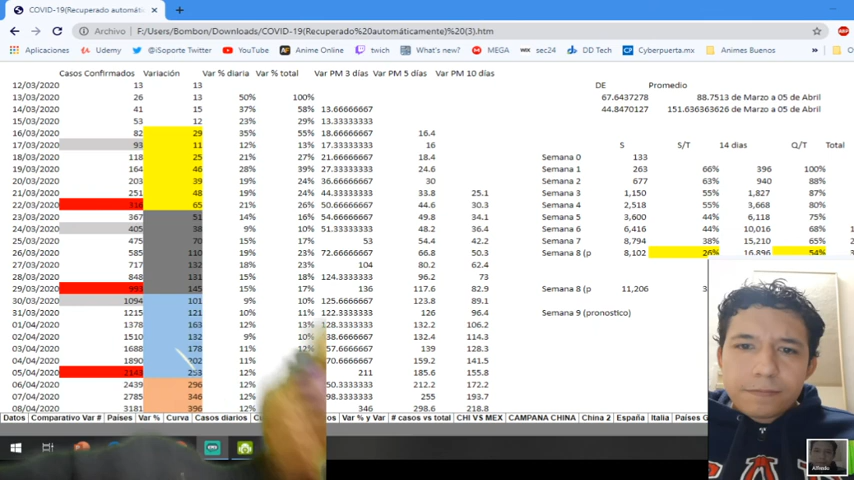 COVID-19(Recuperado automáticam
Archivo F:/Users/Bombon/Downloads/COVID-19(Recuperado%20automáticamente)%20(3).htm
Aplicaciones Udemy @iSoporte Twitter YouTube Anime Online twich What's new? MEGA sec24 DD Tech Cyberpuerta.mx Animes Buenos »
Casos Confirmados Variación Var % diaria Var % total Var PM 3 días Var PM 5 días Var PM 10 días
12/03/2020 13 13
13/03/2020 26 13 50% 100%
14/03/2020 41 15 37% 58% 13.66666667
15/03/2020 53 12 23% 29% 13.33333333
16/03/2020 82 29 35% 55% 18.66666667 16.4
17/03/2020 93 11 12% 13% 17.33333333 16
18/03/2020 118 25 21% 27% 21.66666667 18.4
19/03/2020 164 46 28% 39% 27.33333333 24.6
20/03/2020 203 39 19% 24% 36.66666667 30
21/03/2020 251 48 19% 24% 44.33333333 33.8 25.1
22/03/2020 316 65 21% 26% 50.66666667 44.6 30.3
23/03/2020 367 51 14% 16% 54.66666667 49.8 34.1
24/03/2020 405 38 9% 10% 51.33333333 48.2 36.4
25/03/2020 475 70 15% 17% 53 54.4 42.2
26/03/2020 585 110 19% 23% 72.66666667 66.8 50.3
27/03/2020 717 132 18% 23% 104 80.2 62.4
28/03/2020 848 131 15% 18% 124.3333333 96.2 73
29/03/2020 993 145 15% 17% 136 117.6 82.9
30/03/2020 1094 101 9% 10% 125.6666667 123.8 89.1
31/03/2020 1215 121 10% 11% 122.3333333 126 96.4
01/04/2020 1378 163 12% 13% 128.3333333 132.2 106.2
02/04/2020 1510 132 9% 10% 38.6666667 132.4 114.3
03/04/2020 1688 178 11% 12% 57.6666667 139 128.3
04/04/2020 1890 202 11% 70.6666667 159.2 141.5
05/04/2020 2143 253 12% 211 185.6 155.8
06/04/2020 2439 296 12% 50.3333333 212.2 172.2
07/04/2020 2785 346 12% 98.3333333 255 193.7
08/04/2020 3181 396 12% 346 298.6 218.8
DE Promedio
67.6437278 88.7513 de Marzo a 05 de Abril
44.8470127 151.636363626 de Marzo a 05 de Abril
S S/T 14 dias Q/T Total
Semana 0 133
Semana 1 263 66% 396 100%
Semana 2 677 63% 940 88%
Semana 3 1,150 55% 1,827 87%
Semana 4 2,518 55% 3,668 80%
Semana 5 3,600 44% 6,118 75%
Semana 6 6,416 44% 10,016 68%
Semana 7 8,794 38% 15,210 65%
Semana 8 (p 8,102 26% 16,896 54%
Semana 8 (p 11,206
Semana 9 (pronostico)
Datos Comparativo Var # Países Var % Curva Casos diarios Var % y Var # casos vs total CHI VS MEX CAMPANA CHINA China 2 España Italia
Alfredo